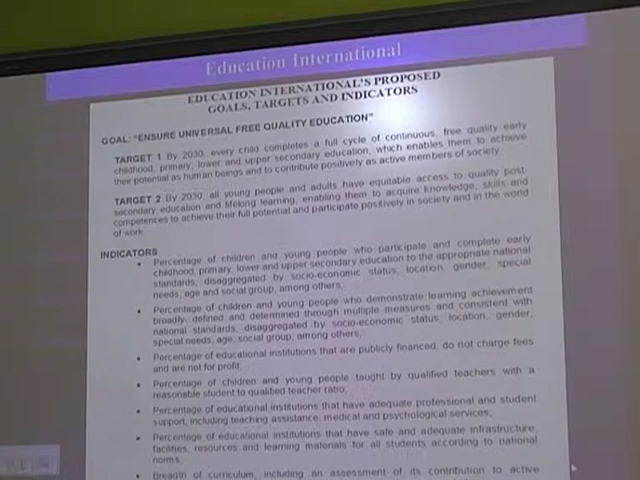 Education International
EDUCATION INTERNATIONAL'S PROPOSED
GOALS, TARGETS AND INDICATORS
GOAL: "ENSURE UNIVERSAL FREE QUALITY EDUCATION"
TARGET 1. By 2030, every child completes a full cycle of continuous, free quality early
childhood, primary, lower and upper secondary education, which enables them to achieve
their potential as human beings and to contribute positively as active members of society.
TARGET 2. By 2030, all young people and adults have equitable access to quality post-
secondary education and lifelong learning, enabling them to acquire knowledge, skills and
competences to achieve their full potential and participate positively in society and in the world
of work.
INDICATORS
• Percentage of children and young people who participate and complete early
childhood, primary, lower and upper secondary education to the appropriate national
standards, disaggregated by socio-economic status, location, gender, special
needs, age and social group, among others;
• Percentage of children and young people who demonstrate learning achievement
broadly- defined and determined through multiple measures and consistent with
national standards, disaggregated by socio-economic status, location, gender,
special needs, age, social group, among others;
• Percentage of educational institutions that are publicly financed, do not charge fees
and are not for profit;
• Percentage of children and young people taught by qualified teachers with a
reasonable student to qualified teacher ratio;
• Percentage of educational institutions that have adequate professional and student
support, including teaching assistance, medical and psychological services;
• Percentage of educational institutions that have safe and adequate infrastructure,
facilities, resources and learning materials for all students according to national
norms;
• Breadth of curriculum, including an assessment of its contribution to active